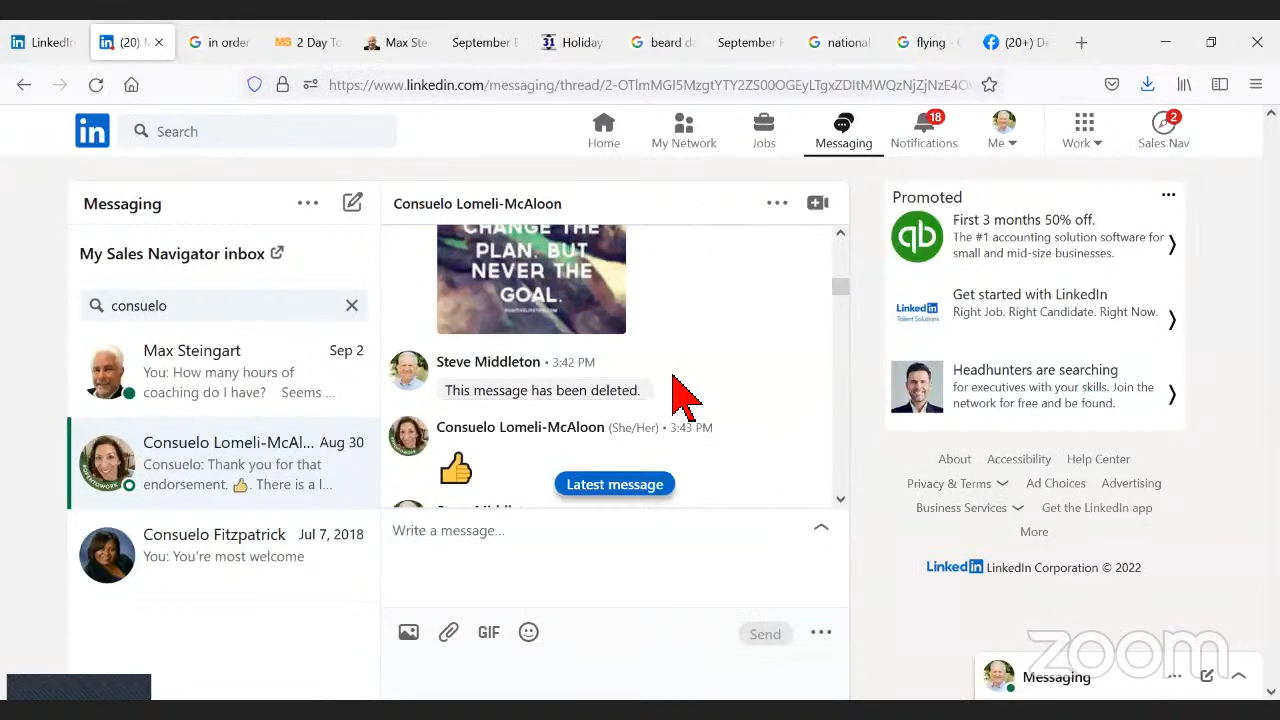 LinkedIn
(20) M
in order
2 Day To
Max Ste
September E
31 Holiday
beard d
September
national
flying - G
(20+) De
https://www.linkedin.com/messaging/thread/2-OTlmMGI5MzgtYTY2ZS00OGEyLTgxZDltMWQzNjZjNzE4O
in
Search
Home
My Network
Jobs
Messaging
18
Notifications
Me
Work
2
Sales Nav
Messaging
My Sales Navigator inbox
consuelo
Max Steingart Sep 2
You: How many hours of
coaching do I have? Seems ...
Consuelo Lomeli-McAl... Aug 30
Consuelo: Thank you for that
endorsement. 👍. There is a l...
Consuelo Fitzpatrick Jul 7, 2018
You: You're most welcome
Consuelo Lomeli-McAloon
CHANGE THE
PLAN. BUT
NEVER THE
GOAL.
Steve Middleton • 3:42 PM
This message has been deleted.
Consuelo Lomeli-McAloon (She/Her) • 3:43 PM
👍
Latest message
Write a message...
GIF
Send
Promoted
qb
First 3 months 50% off.
The #1 accounting solution software for
small and mid-size businesses.
LinkedIn
Talent Solutions
Get started with LinkedIn
Right Job. Right Candidate. Right Now.
Headhunters are searching
for executives with your skills. Join the
network for free and be found.
About Accessibility Help Center
Privacy & Terms Ad Choices Advertising
Business Services Get the LinkedIn app
More
LinkedIn LinkedIn Corporation © 2022
zoom
Messaging